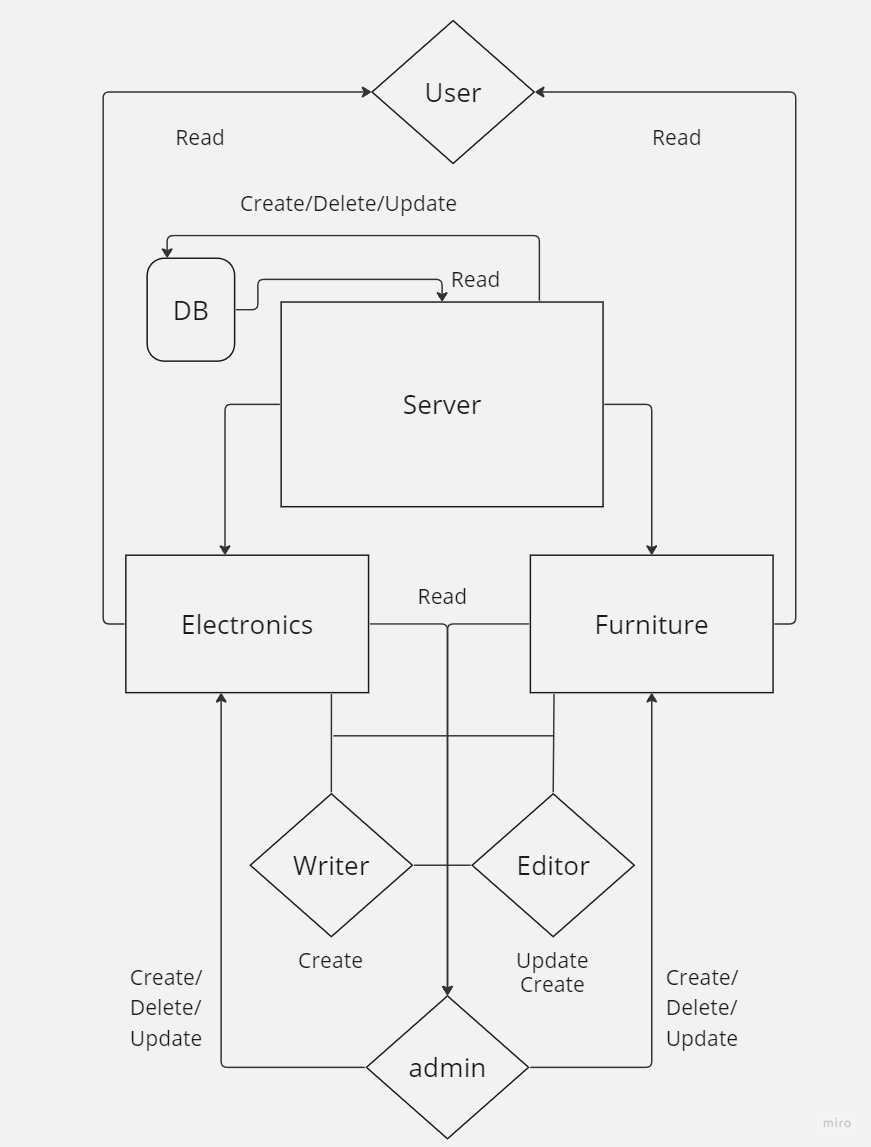 User
Read
Read
Create/Delete/Update
Read
DB
Server
Electronics
Read
Furniture
Writer
Editor
Create
Update
Create
Create/
Delete/
Update
Create/
Delete/
Update
admin
miro